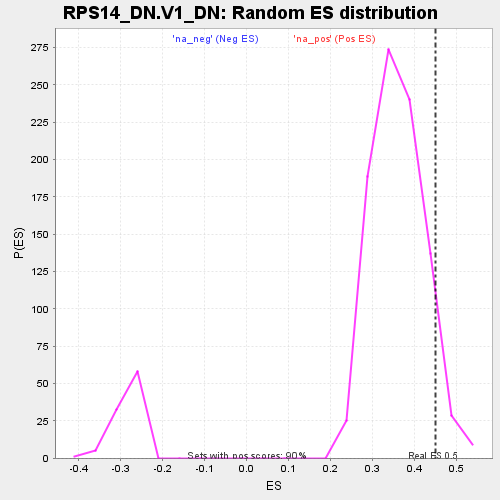 RPS14_DN.V1_DN: Random ES distribution
'na_neg' (Neg ES) 'na_pos' (Pos ES)
275
250
225
200
175
150
125
100
75
50
25
0
P(ES)
Sets with pos scores: 90%
Real ES 0.5
-0.4 -0.3 -0.2 -0.1 0.0 0.1 0.2 0.3 0.4 0.5
ES